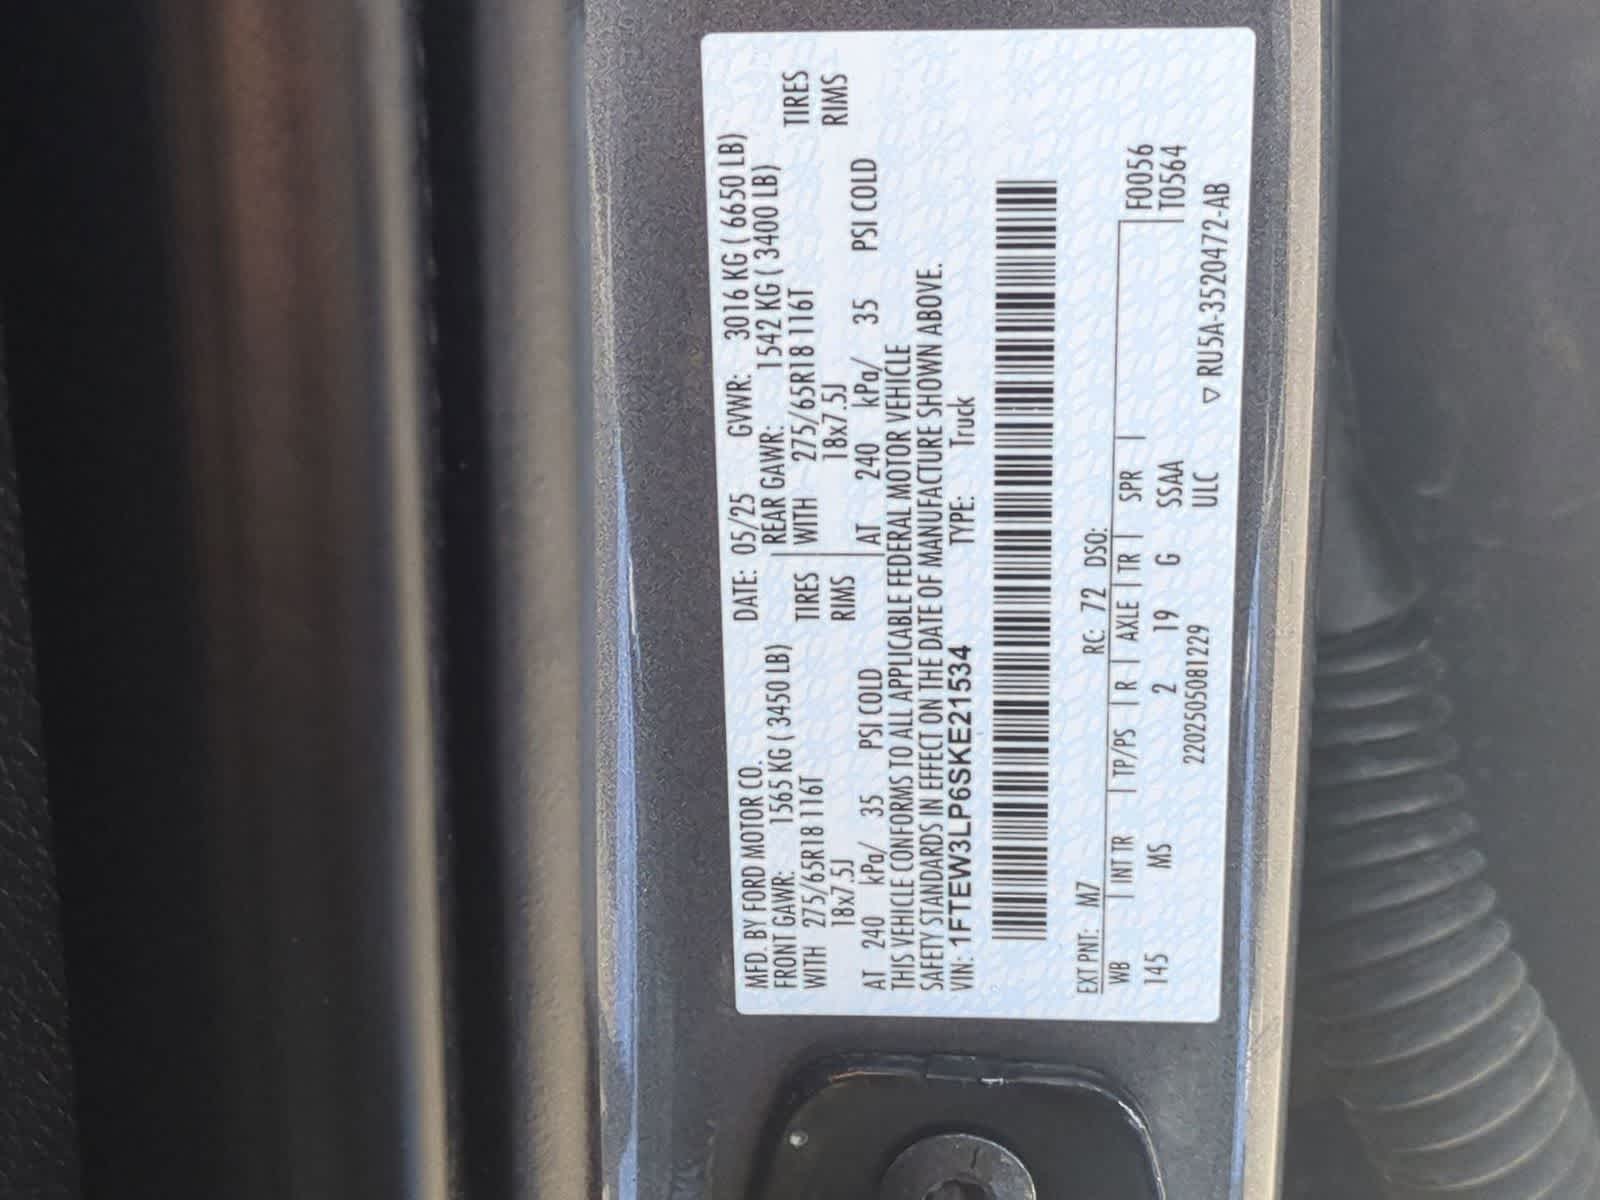 MFD. BY FORD MOTOR CO. DATE: 05/25 GVWR: 3016 KG ( 6650 LB)
FRONT GAWR: 1565 KG ( 3450 LB) REAR GAWR: 1542 KG ( 3400 LB)
WITH 275/65R18 116T TIRES WITH 275/65R18 116T TIRES
18x7.5J RIMS 18x7.5J RIMS
AT 240 kPa/ 35 PSI COLD AT 240 kPa/ 35 PSI COLD
THIS VEHICLE CONFORMS TO ALL APPLICABLE FEDERAL MOTOR VEHICLE
SAFETY STANDARDS IN EFFECT ON THE DATE OF MANUFACTURE SHOWN ABOVE.
VIN: 1FTEW3LP6SKE21534 TYPE: Truck
EXT PNT: M7 RC: 72 DSO:
WB | INT TR | TP/PS | R | AXLE | TR | SPR | F0056
145 MS 2 19 G SSAA T0564
2202505081229 ULC ▽ RU5A-3520472-AB